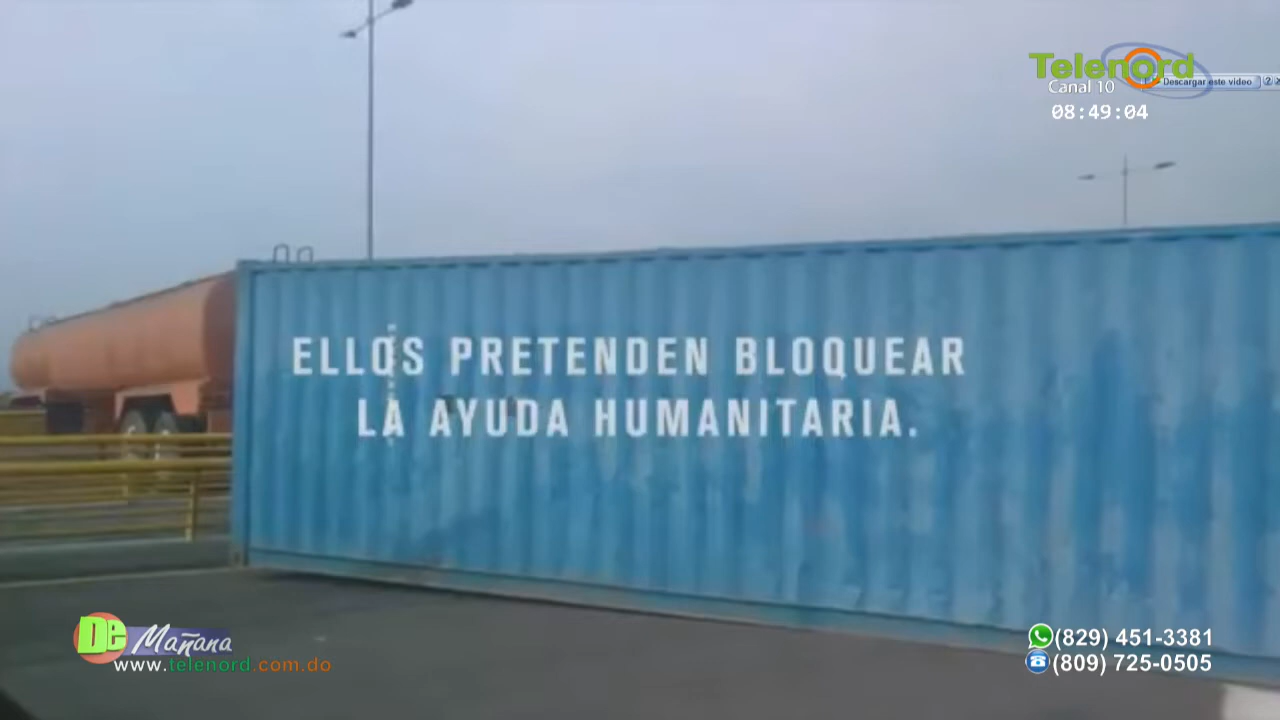 Telenord
Descargar este video
Canal 10
08:49:04
ELLOS PRETENDEN BLOQUEAR
LA AYUDA HUMANITARIA.
De Mañana
www.telenord.com.do
(829) 451-3381
(809) 725-0505